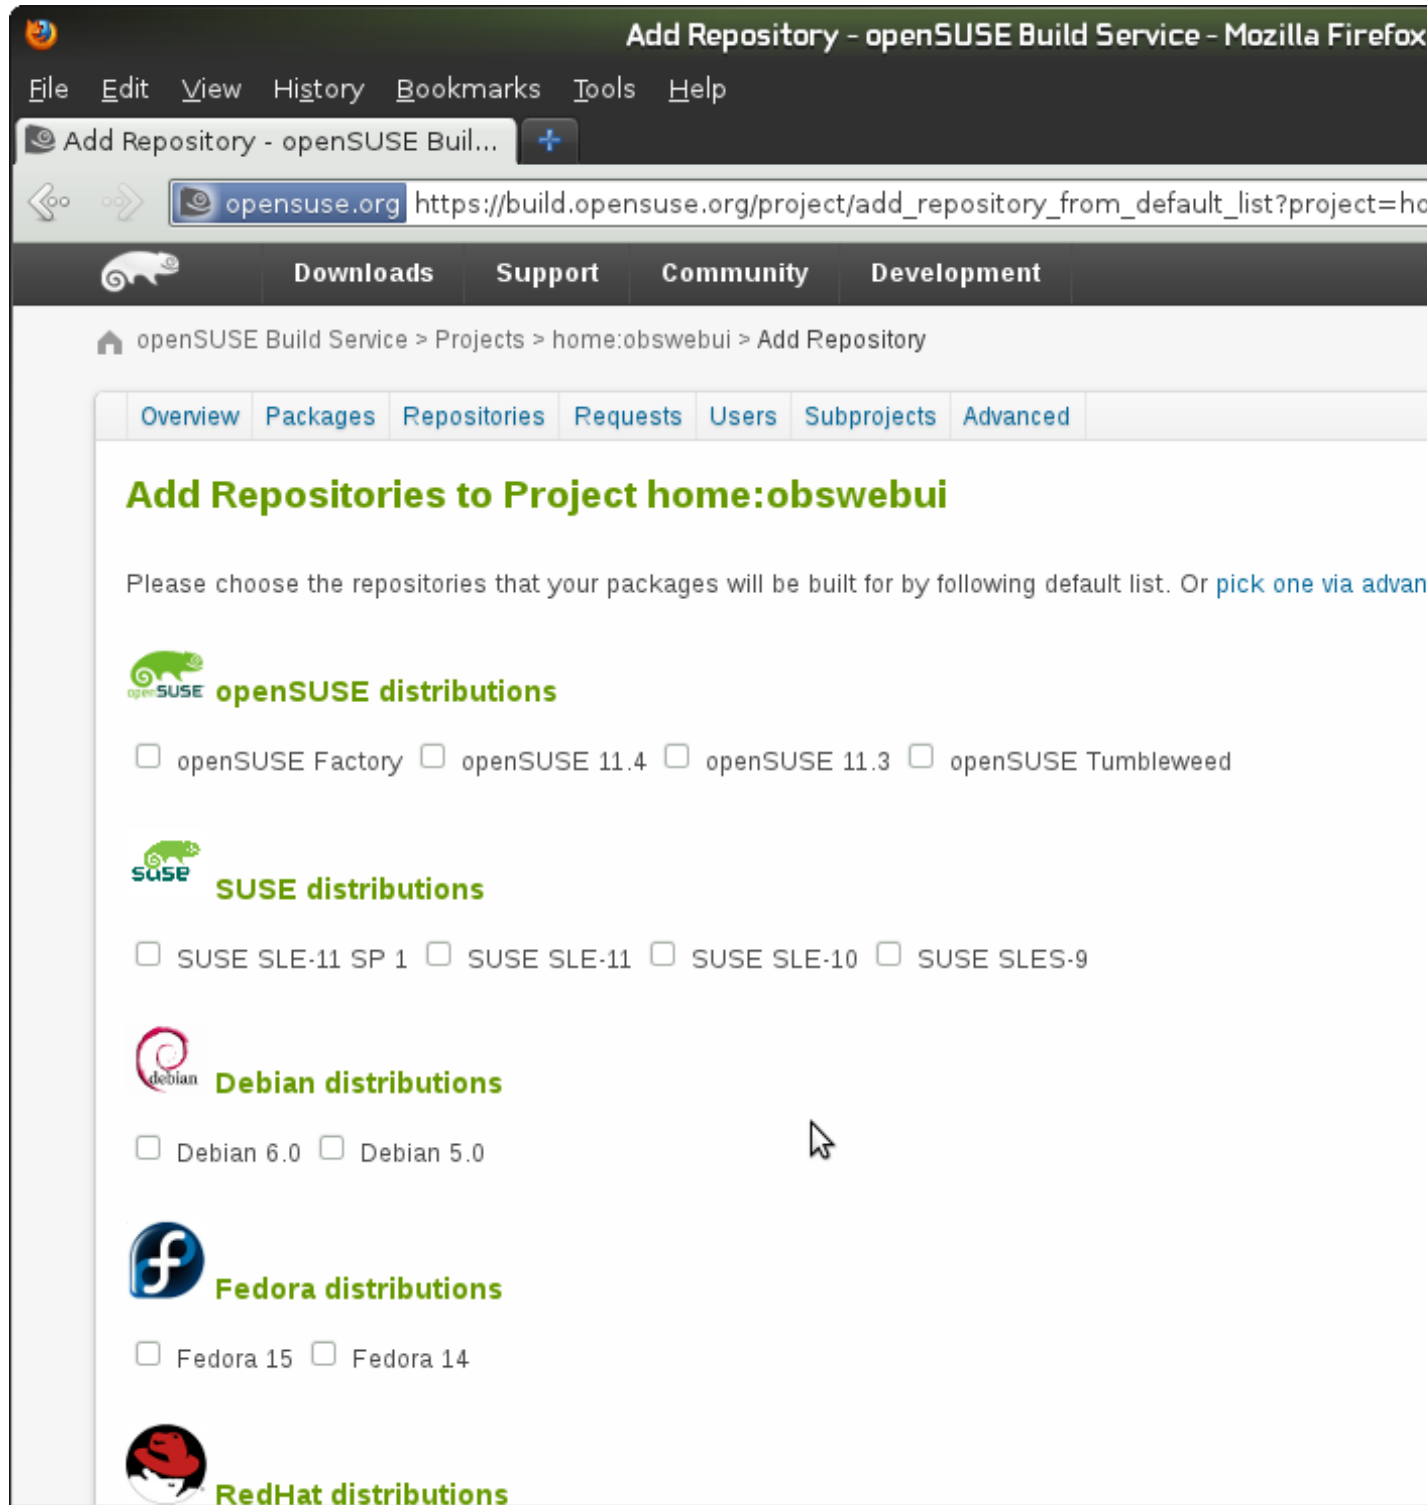 Add Repository - openSUSE Build Service - Mozilla Firefox
File Edit View History Bookmarks Tools Help
Add Repository - openSUSE Buil...
opensuse.org https://build.opensuse.org/project/add_repository_from_default_list?project=ho
Downloads Support Community Development
openSUSE Build Service > Projects > home:obswebui > Add Repository
Overview Packages Repositories Requests Users Subprojects Advanced
Add Repositories to Project home:obswebui
Please choose the repositories that your packages will be built for by following default list. Or pick one via advan
openSUSE openSUSE distributions
openSUSE Factory openSUSE 11.4 openSUSE 11.3 openSUSE Tumbleweed
suse SUSE distributions
SUSE SLE-11 SP 1 SUSE SLE-11 SUSE SLE-10 SUSE SLES-9
debian Debian distributions
Debian 6.0 Debian 5.0
Fedora distributions
Fedora 15 Fedora 14
RedHat distributions